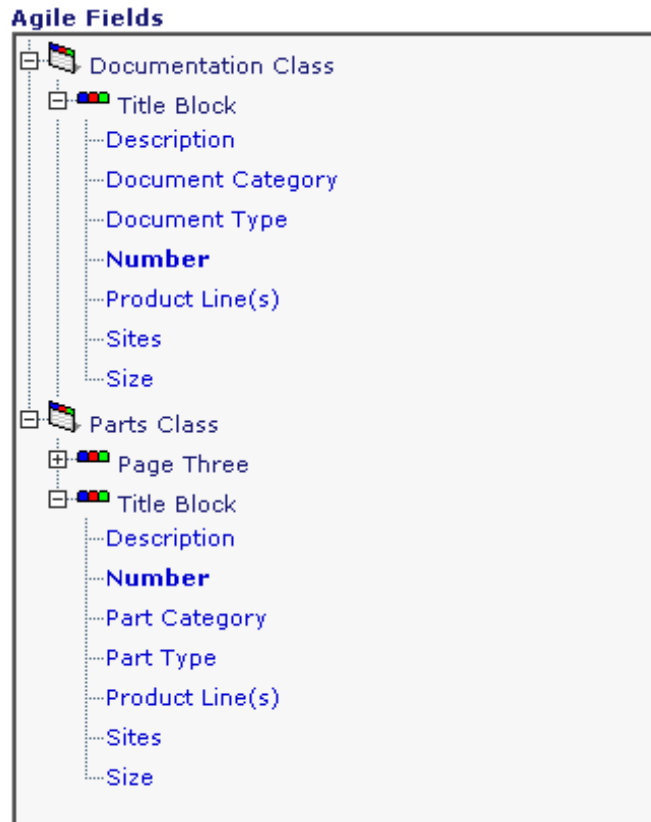 Agile Fields
Documentation Class
Title Block
Description
Document Category
Document Type
Number
Product Line(s)
Sites
Size
Parts Class
Page Three
Title Block
Description
Number
Part Category
Part Type
Product Line(s)
Sites
Size